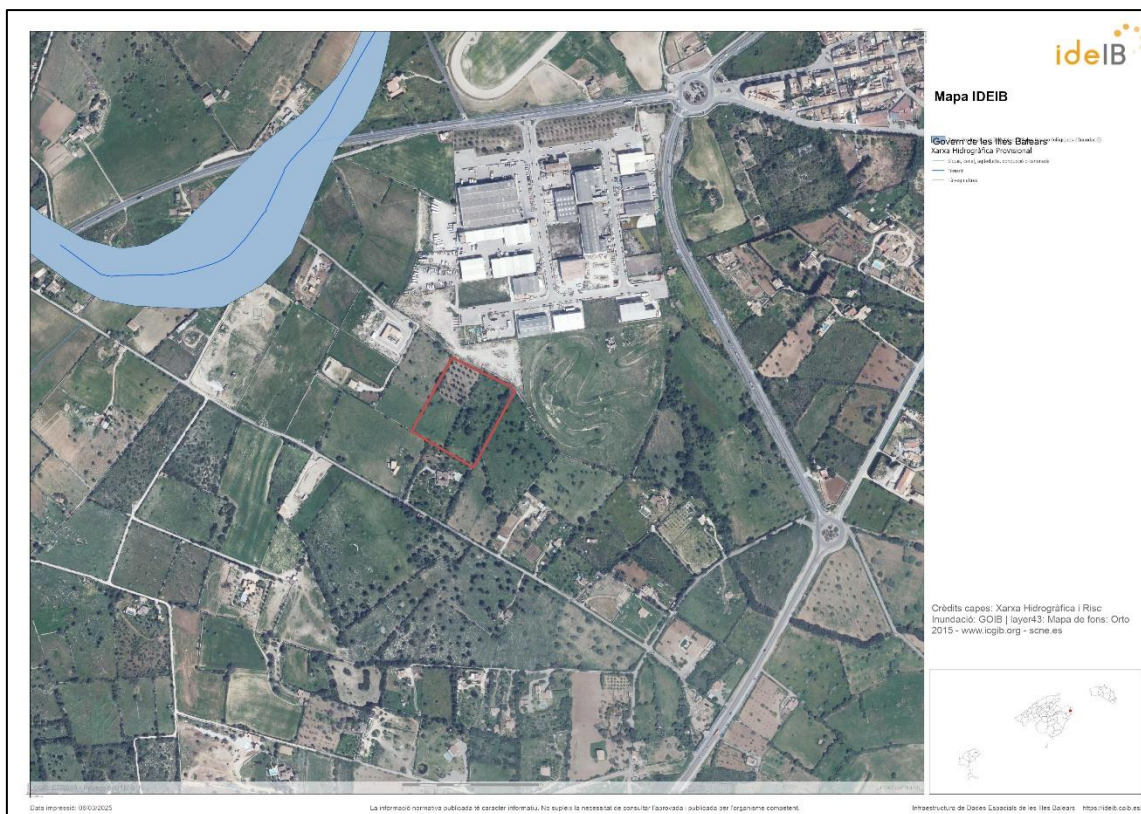 ideIB
Mapa IDEIB
Govern de les Illes Balears
Xarxa Hidrogràfica Provisional
Crèdits capes: Xarxa Hidrogràfica i Risc
Inundació: GOIB | layer43: Mapa de fons: Orto
2015 - www.icgib.org - scne.es
Data impressió: 08/03/2025
La informació normativa publicada té caràcter informatiu. No supleix la necesitat de consultar l'aprovada i publicada per l'organisme competent.
Infraestructura de Dades Espacials de les Illes Balears https://ideib.caib.es